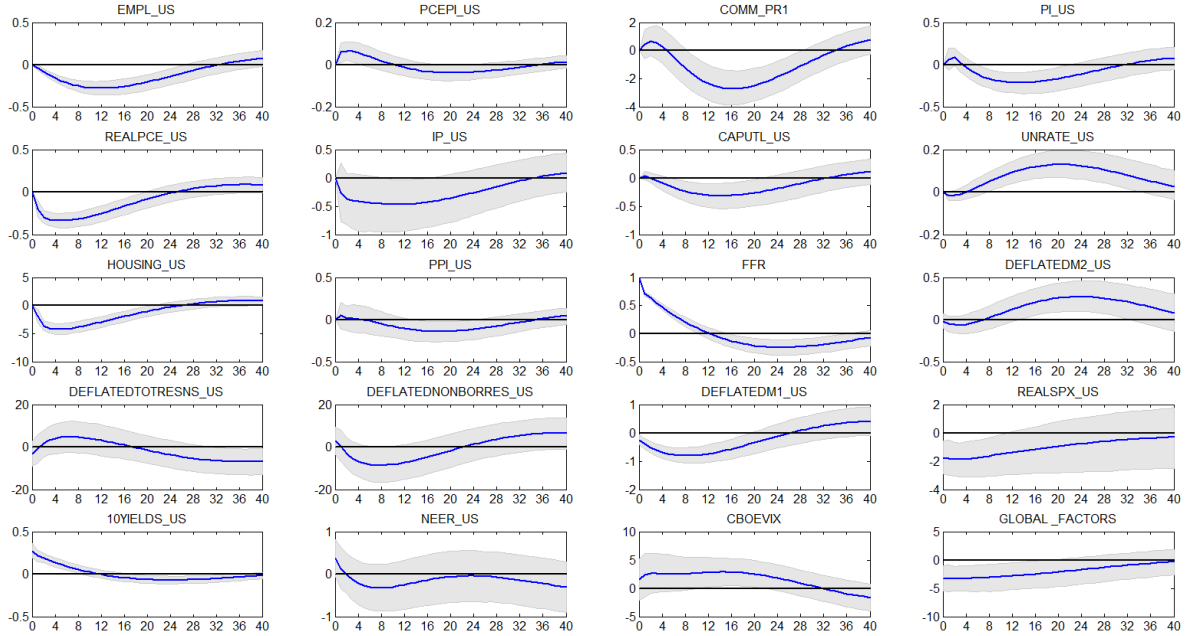 EMPL_US PCEPI_US COMM_PR1 PI_US
0.5 0.2 2 0.5
0 0 0 0
-2
-0.5 0.2 -4 -0.5
0 4 8 12 16 20 24 28 32 36 40 0 4 8 12 16 20 24 28 32 36 40 0 4 8 12 16 20 24 28 32 36 40 0 4 8 12 16 20 24 28 32 36 40
REALPCE_US IP_US CAPUTL_US UNRATE_US
0.5 0.5 0.5 0.2
0 0 0 0
-0.5 -0.5
-0.5 -1 -1 0.2
0 4 8 12 16 20 24 28 32 36 40 0 4 8 12 16 20 24 28 32 36 40 0 4 8 12 16 20 24 28 32 36 40 0 4 8 12 16 20 24 28 32 36 40
HOUSING_US PPI_US FFR DEFLATEDM2_US
5 0.5 1 0.5
0 0 0.5 0
-5 0
-10 -0.5 -0.5 -0.5
0 4 8 12 16 20 24 28 32 36 40 0 4 8 12 16 20 24 28 32 36 40 0 4 8 12 16 20 24 28 32 36 40 0 4 8 12 16 20 24 28 32 36 40
DEFLATEDTOTRESNS_US DEFLATEDNONBORRES_US DEFLATEDM1_US REALSPX_US
20 20 1 2
0 0 0 0
-1 -2
-20 20 -2 -4
0 4 8 12 16 20 24 28 32 36 40 0 4 8 12 16 20 24 28 32 36 40 0 4 8 12 16 20 24 28 32 36 40 0 4 8 12 16 20 24 28 32 36 40
10YIELDS_US NEER_US CBOEVIX GLOBAL _FACTORS
0.5 1 10 5
0 0 5 0
0 -5
0.5 -1 5 -10
0 4 8 12 16 20 24 28 32 36 40 0 4 8 12 16 20 24 28 32 36 40 0 4 8 12 16 20 24 28 32 36 40 0 4 8 12 16 20 24 28 32 36 40